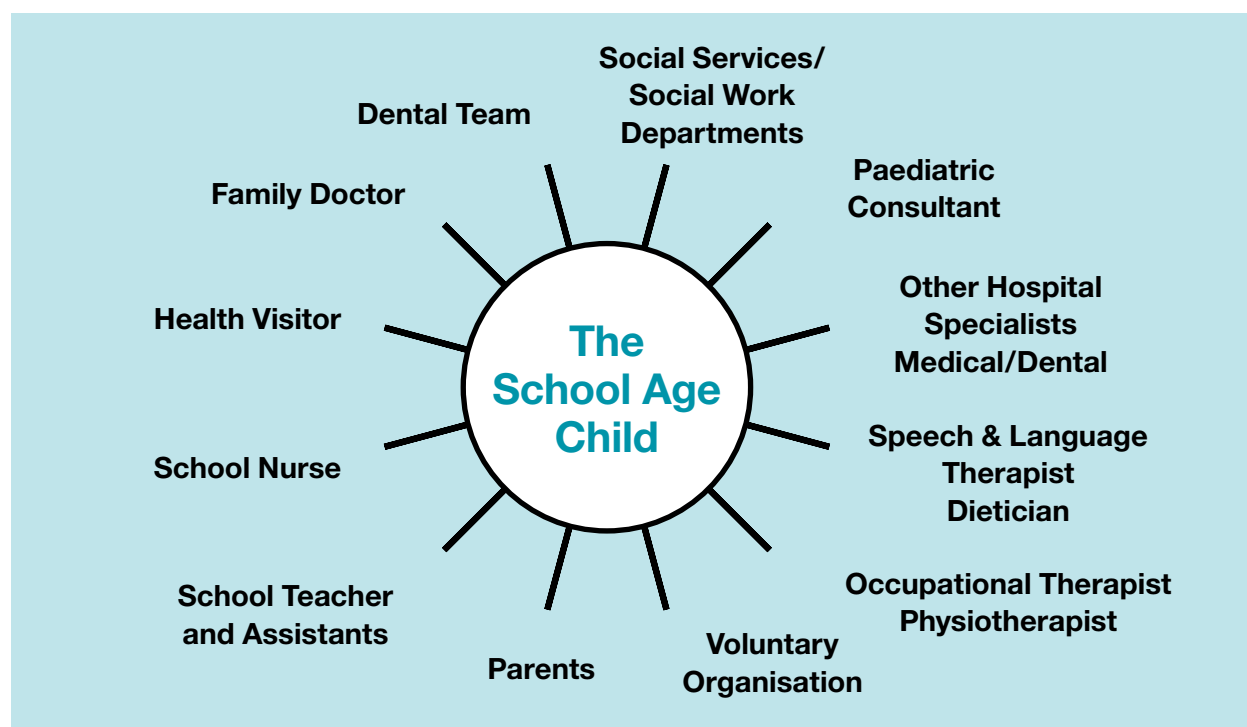 Social Services/
Social Work
Departments
Paediatric
Consultant
Other Hospital
Specialists
Medical/Dental
Speech & Language
Therapist
Dietician
Occupational Therapist
Physiotherapist
Voluntary
Organisation
Parents
School Teacher
and Assistants
School Nurse
Health Visitor
Family Doctor
Dental Team
The
School Age
Child